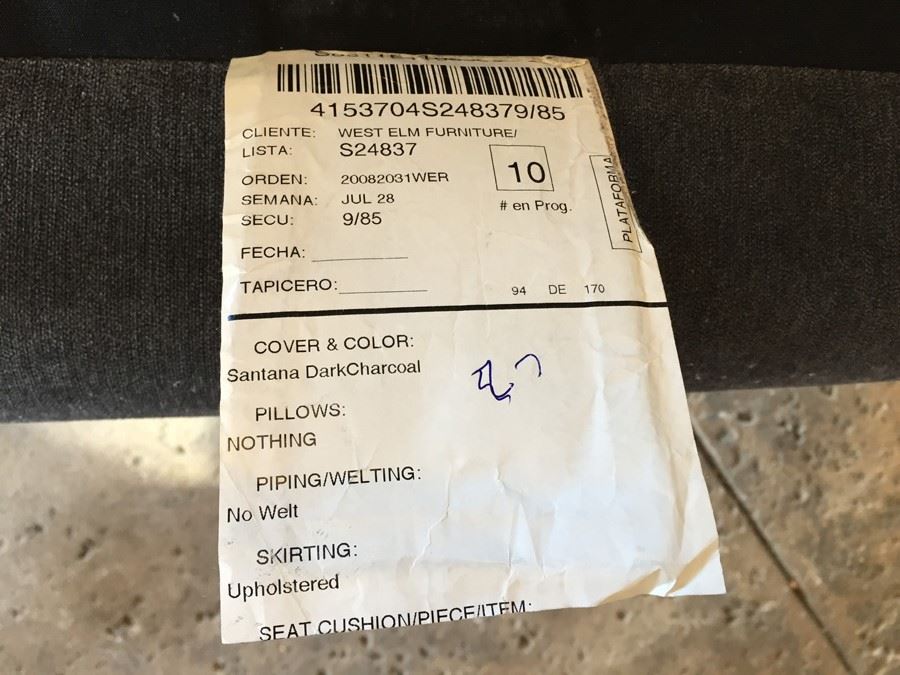 4153704S248379/85
CLIENTE: WEST ELM FURNITURE/
LISTA: S24837
ORDEN: 20082031WER
10
SEMANA: JUL 28
# en Prog.
SECU: 9/85
PLATAFORMA
FECHA:
TAPICERO:
94 DE 170
COVER & COLOR:
Santana DarkCharcoal
PILLOWS:
NOTHING
PIPING/WELTING:
No Welt
SKIRTING:
Upholstered
SEAT CUSHION/PIECE/ITEM: